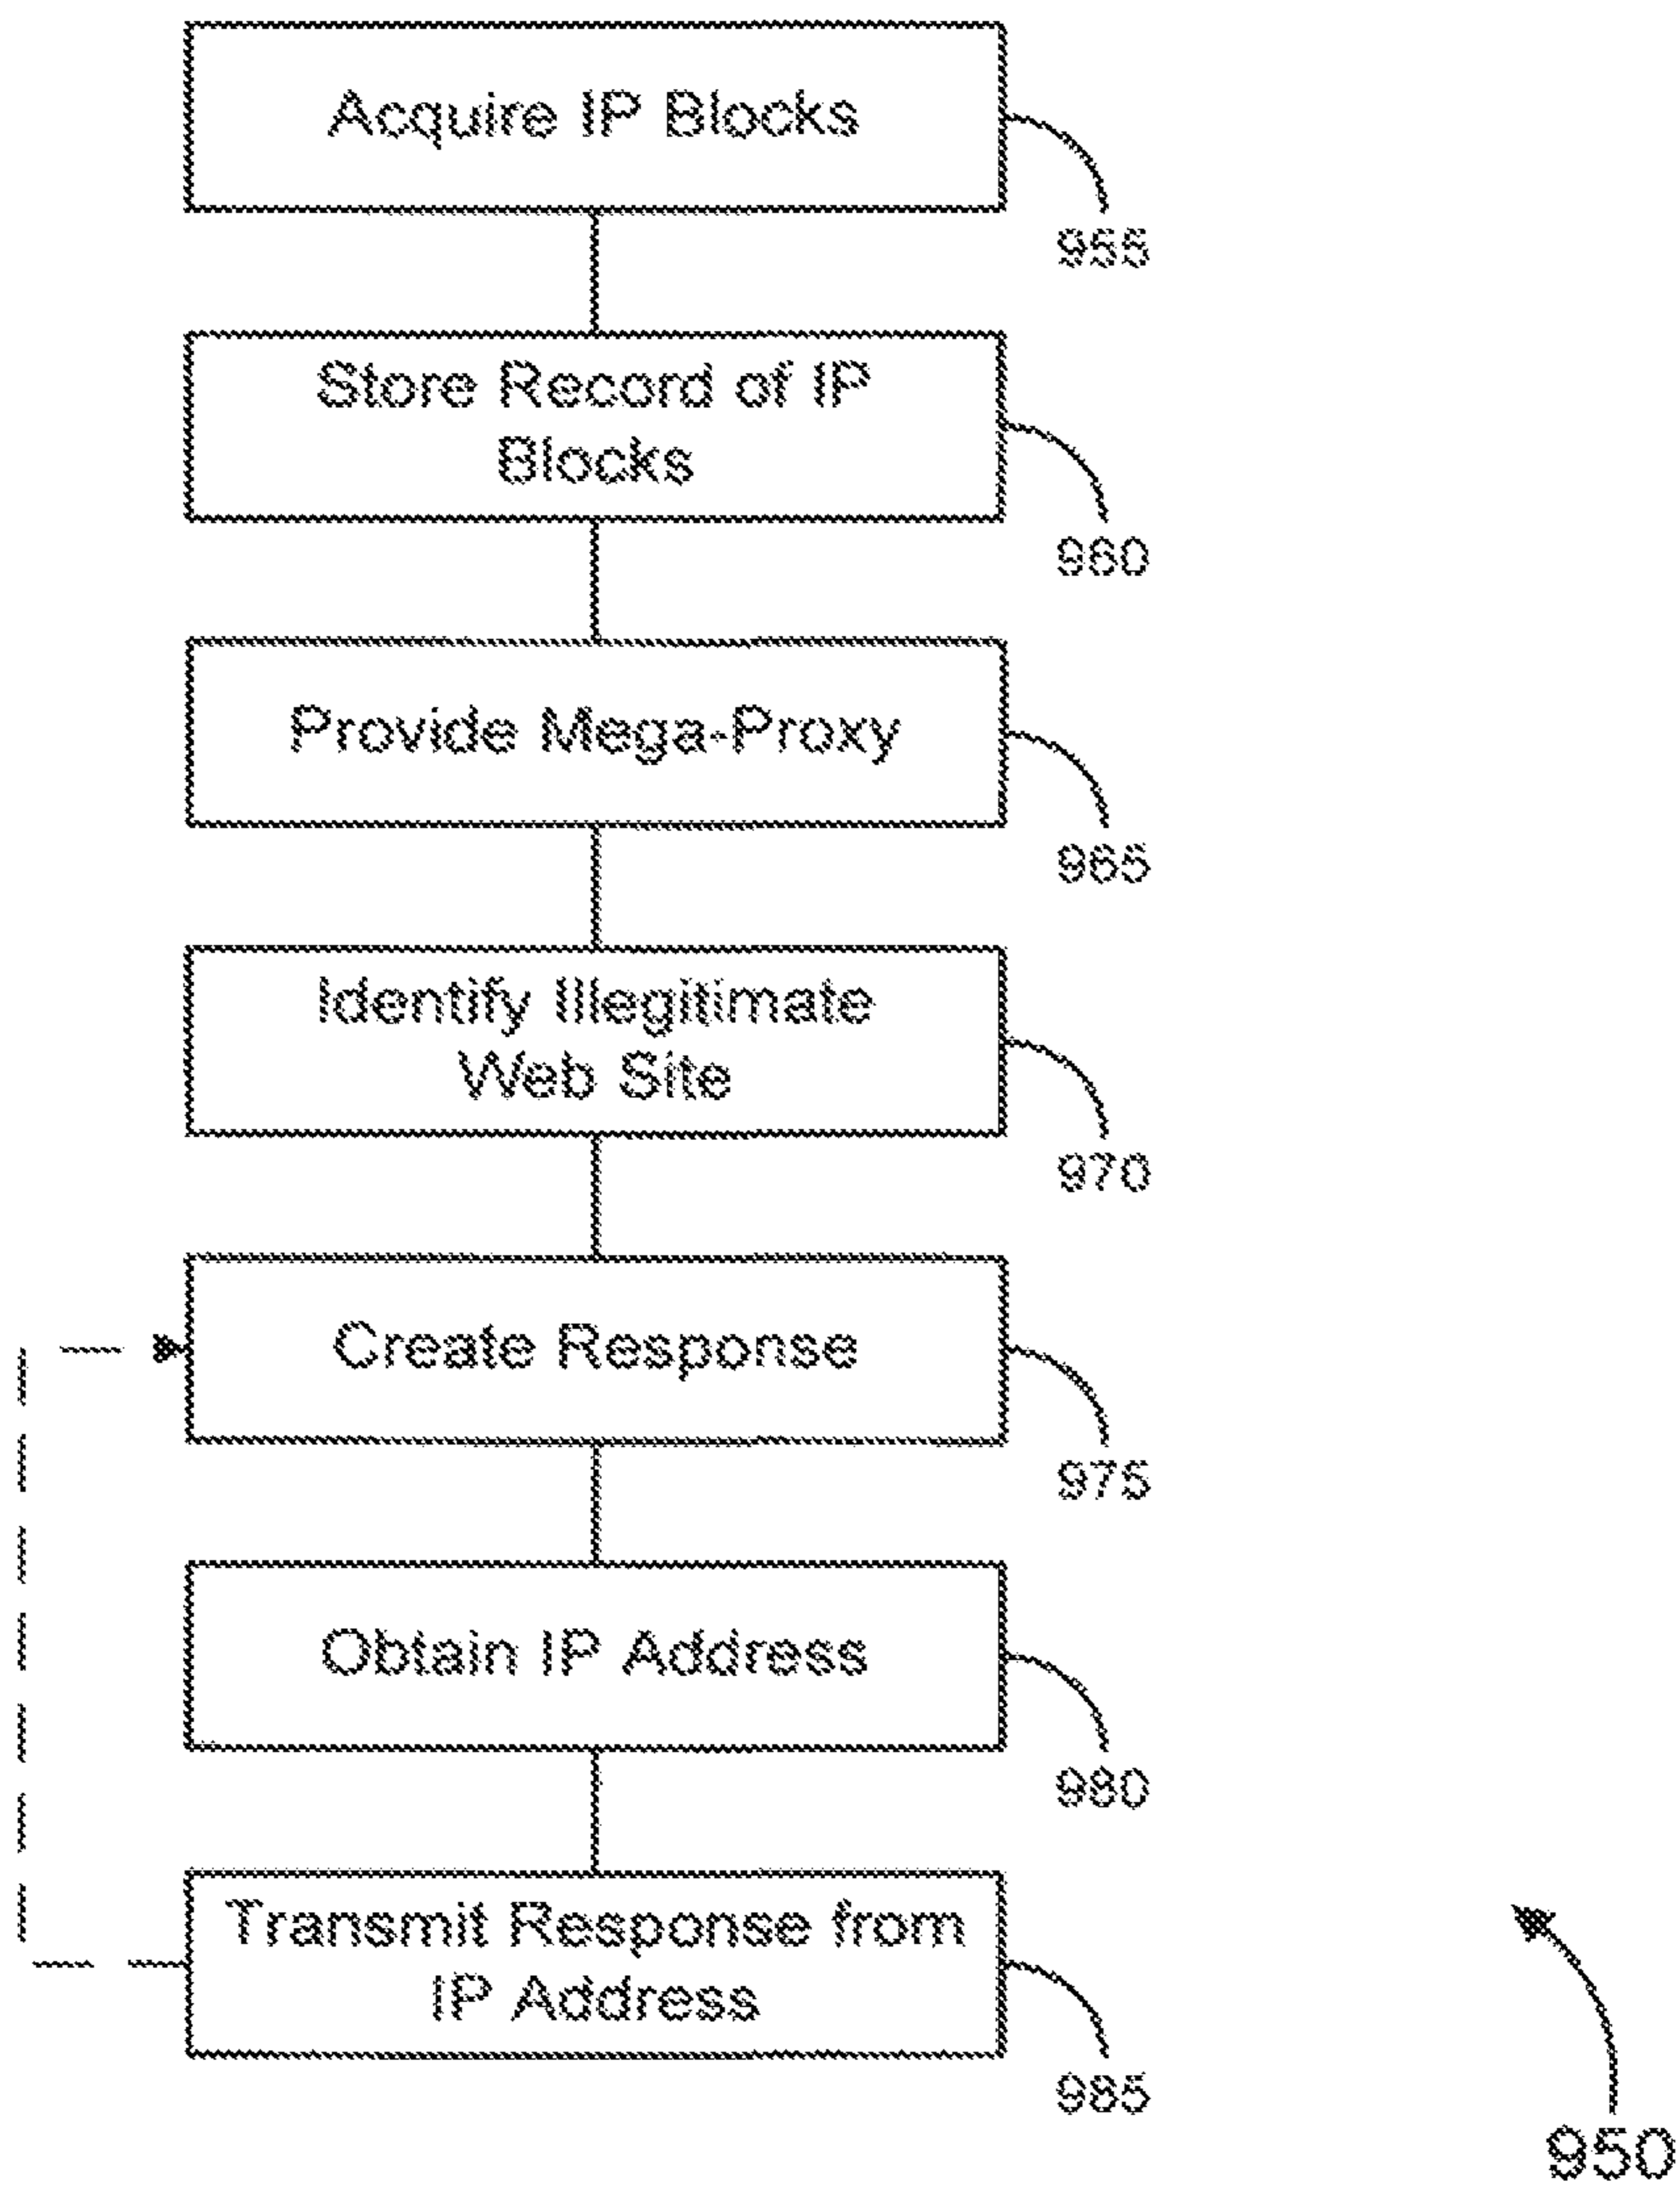 Acquire IP Blocks
955
Store Record of IP
Blocks
960
Provide Mega-Proxy
965
Identify Illegitimate
Web Site
970
Create Response
975
Obtain IP Address
980
Transmit Response from
IP Address
985
950